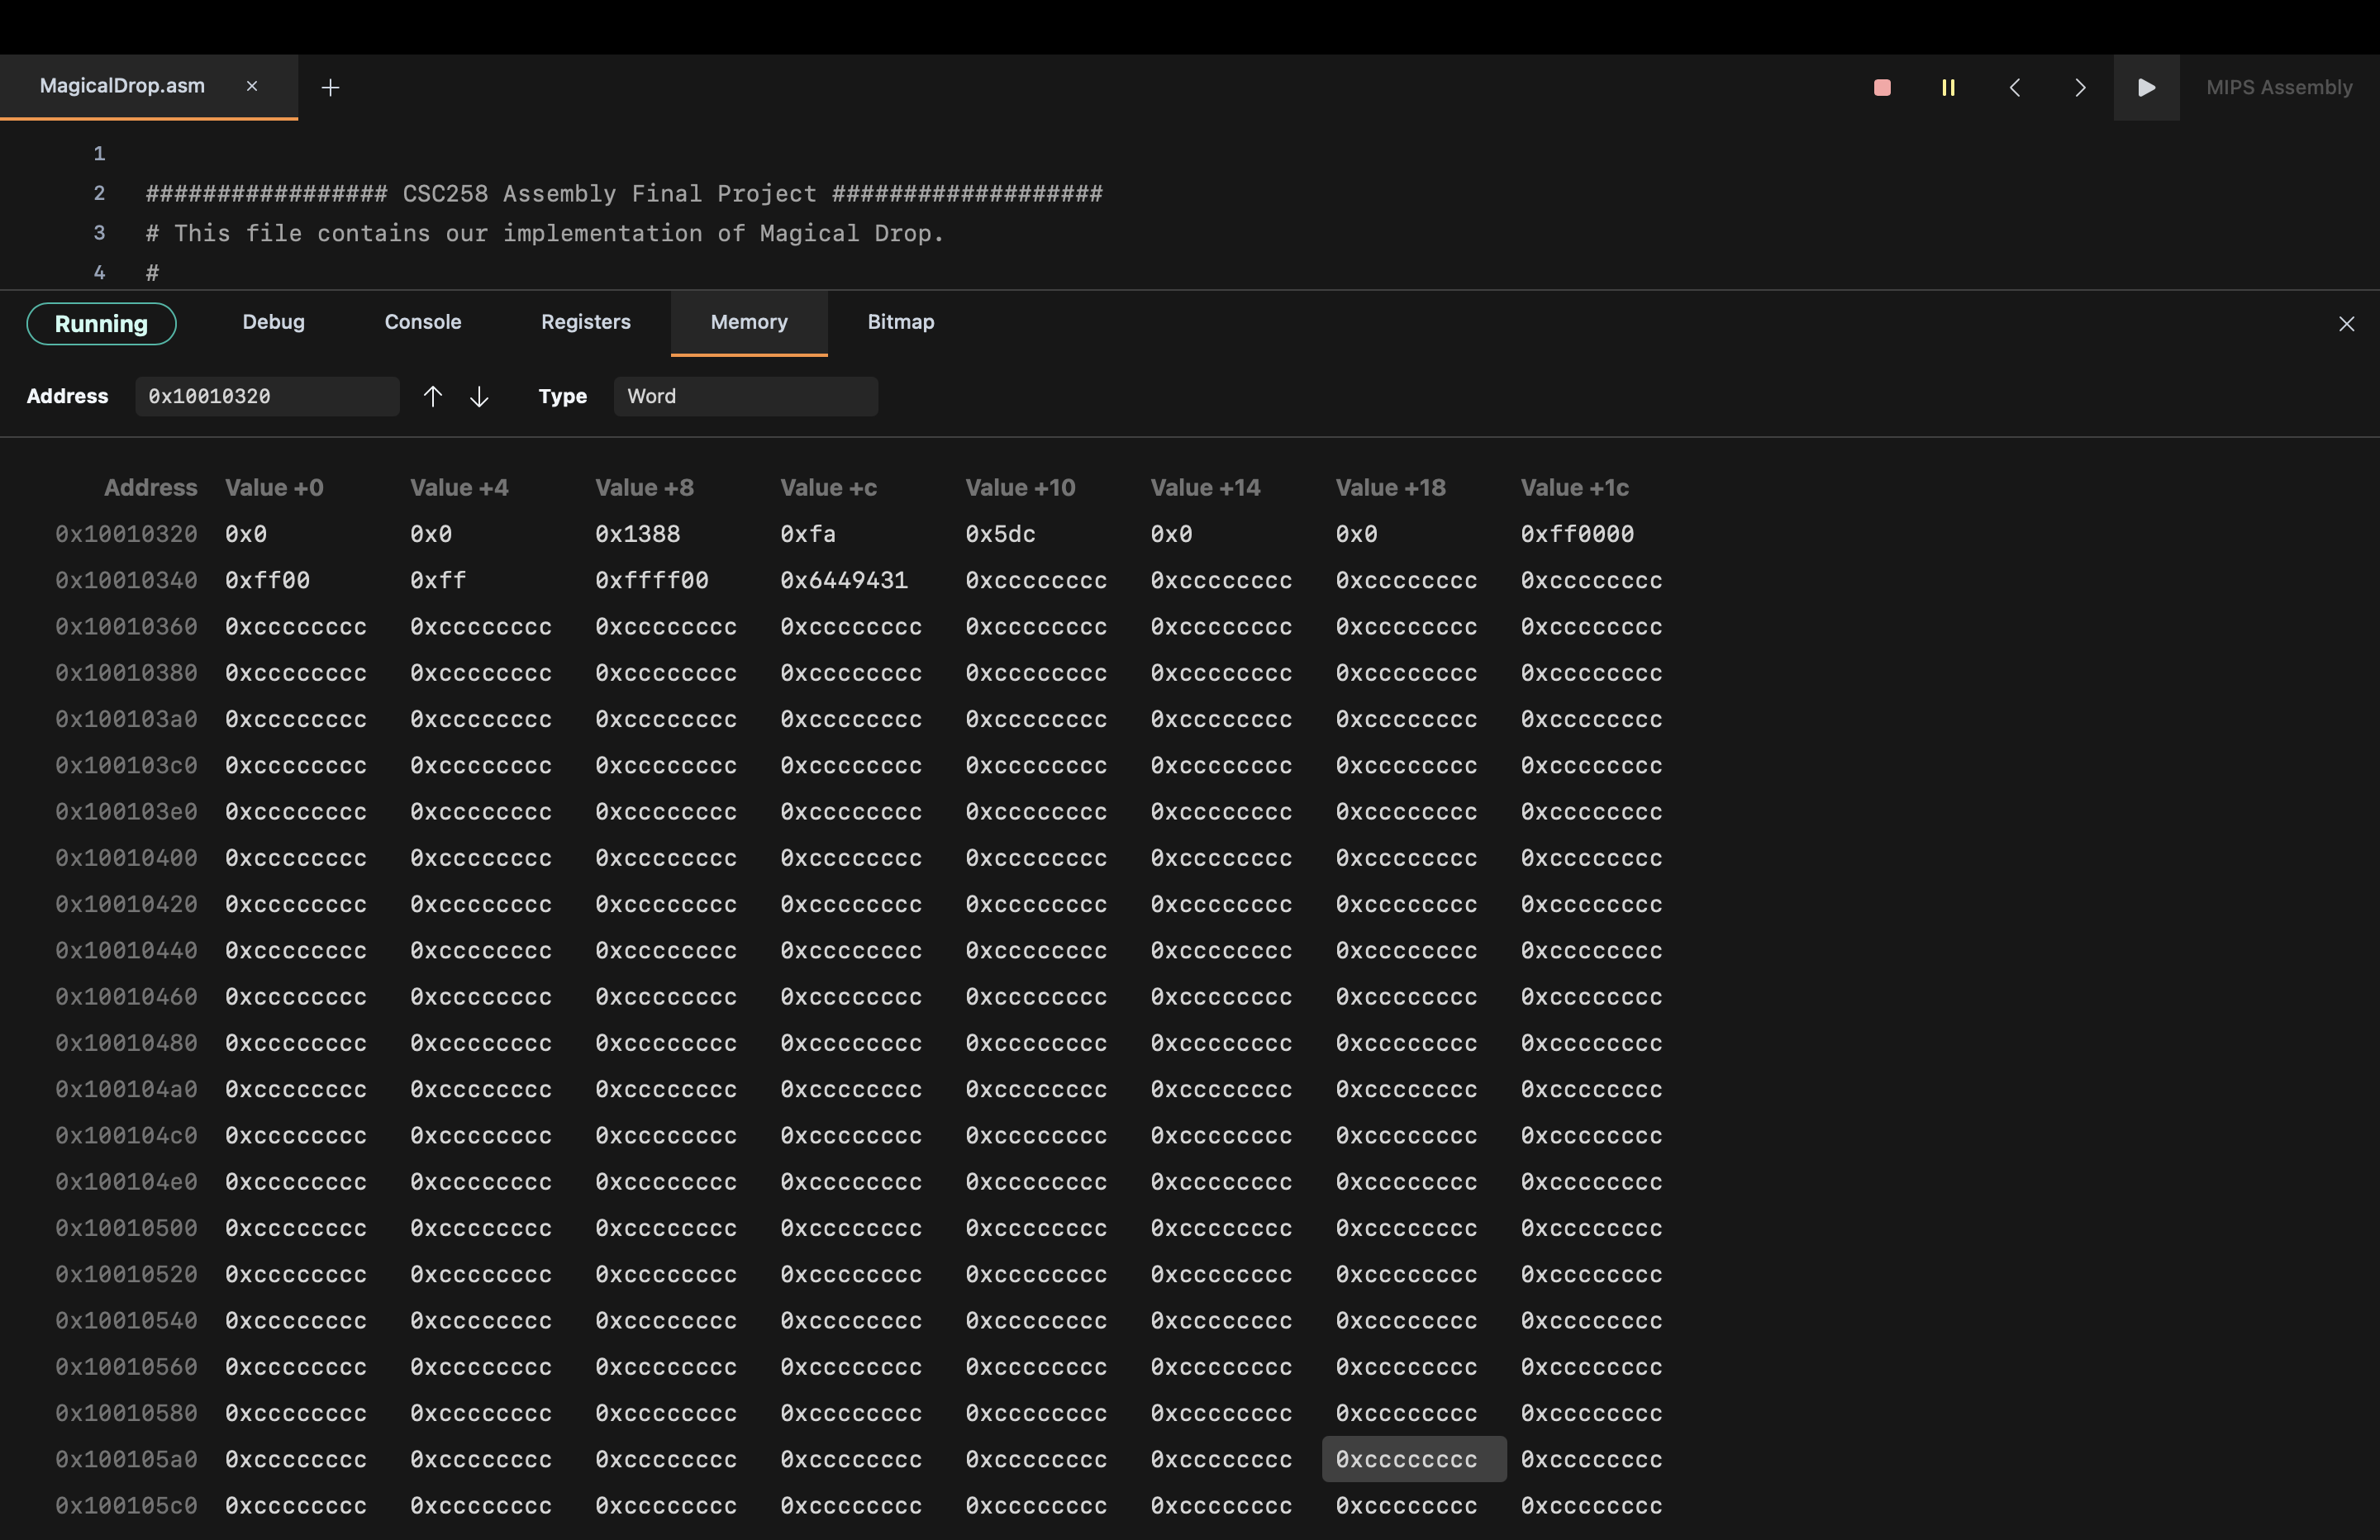 MagicalDrop.asm × + MIPS Assembly
1
2 ################# CSC258 Assembly Final Project ###################
3 # This file contains our implementation of Magical Drop.
4 #
Running Debug Console Registers Memory Bitmap
Address 0x10010320 Type Word
Address Value +0 Value +4 Value +8 Value +c Value +10 Value +14 Value +18 Value +1c
0x10010320 0x0 0x0 0x1388 0xfa 0x5dc 0x0 0x0 0xff0000
0x10010340 0xff00 0xff 0xffff00 0x6449431 0xcccccccc 0xcccccccc 0xcccccccc 0xcccccccc
0x10010360 0xcccccccc 0xcccccccc 0xcccccccc 0xcccccccc 0xcccccccc 0xcccccccc 0xcccccccc 0xcccccccc
0x10010380 0xcccccccc 0xcccccccc 0xcccccccc 0xcccccccc 0xcccccccc 0xcccccccc 0xcccccccc 0xcccccccc
0x100103a0 0xcccccccc 0xcccccccc 0xcccccccc 0xcccccccc 0xcccccccc 0xcccccccc 0xcccccccc 0xcccccccc
0x100103c0 0xcccccccc 0xcccccccc 0xcccccccc 0xcccccccc 0xcccccccc 0xcccccccc 0xcccccccc 0xcccccccc
0x100103e0 0xcccccccc 0xcccccccc 0xcccccccc 0xcccccccc 0xcccccccc 0xcccccccc 0xcccccccc 0xcccccccc
0x10010400 0xcccccccc 0xcccccccc 0xcccccccc 0xcccccccc 0xcccccccc 0xcccccccc 0xcccccccc 0xcccccccc
0x10010420 0xcccccccc 0xcccccccc 0xcccccccc 0xcccccccc 0xcccccccc 0xcccccccc 0xcccccccc 0xcccccccc
0x10010440 0xcccccccc 0xcccccccc 0xcccccccc 0xcccccccc 0xcccccccc 0xcccccccc 0xcccccccc 0xcccccccc
0x10010460 0xcccccccc 0xcccccccc 0xcccccccc 0xcccccccc 0xcccccccc 0xcccccccc 0xcccccccc 0xcccccccc
0x10010480 0xcccccccc 0xcccccccc 0xcccccccc 0xcccccccc 0xcccccccc 0xcccccccc 0xcccccccc 0xcccccccc
0x100104a0 0xcccccccc 0xcccccccc 0xcccccccc 0xcccccccc 0xcccccccc 0xcccccccc 0xcccccccc 0xcccccccc
0x100104c0 0xcccccccc 0xcccccccc 0xcccccccc 0xcccccccc 0xcccccccc 0xcccccccc 0xcccccccc 0xcccccccc
0x100104e0 0xcccccccc 0xcccccccc 0xcccccccc 0xcccccccc 0xcccccccc 0xcccccccc 0xcccccccc 0xcccccccc
0x10010500 0xcccccccc 0xcccccccc 0xcccccccc 0xcccccccc 0xcccccccc 0xcccccccc 0xcccccccc 0xcccccccc
0x10010520 0xcccccccc 0xcccccccc 0xcccccccc 0xcccccccc 0xcccccccc 0xcccccccc 0xcccccccc 0xcccccccc
0x10010540 0xcccccccc 0xcccccccc 0xcccccccc 0xcccccccc 0xcccccccc 0xcccccccc 0xcccccccc 0xcccccccc
0x10010560 0xcccccccc 0xcccccccc 0xcccccccc 0xcccccccc 0xcccccccc 0xcccccccc 0xcccccccc 0xcccccccc
0x10010580 0xcccccccc 0xcccccccc 0xcccccccc 0xcccccccc 0xcccccccc 0xcccccccc 0xcccccccc 0xcccccccc
0x100105a0 0xcccccccc 0xcccccccc 0xcccccccc 0xcccccccc 0xcccccccc 0xcccccccc 0xcccccccc 0xcccccccc
0x100105c0 0xcccccccc 0xcccccccc 0xcccccccc 0xcccccccc 0xcccccccc 0xcccccccc 0xcccccccc 0xcccccccc